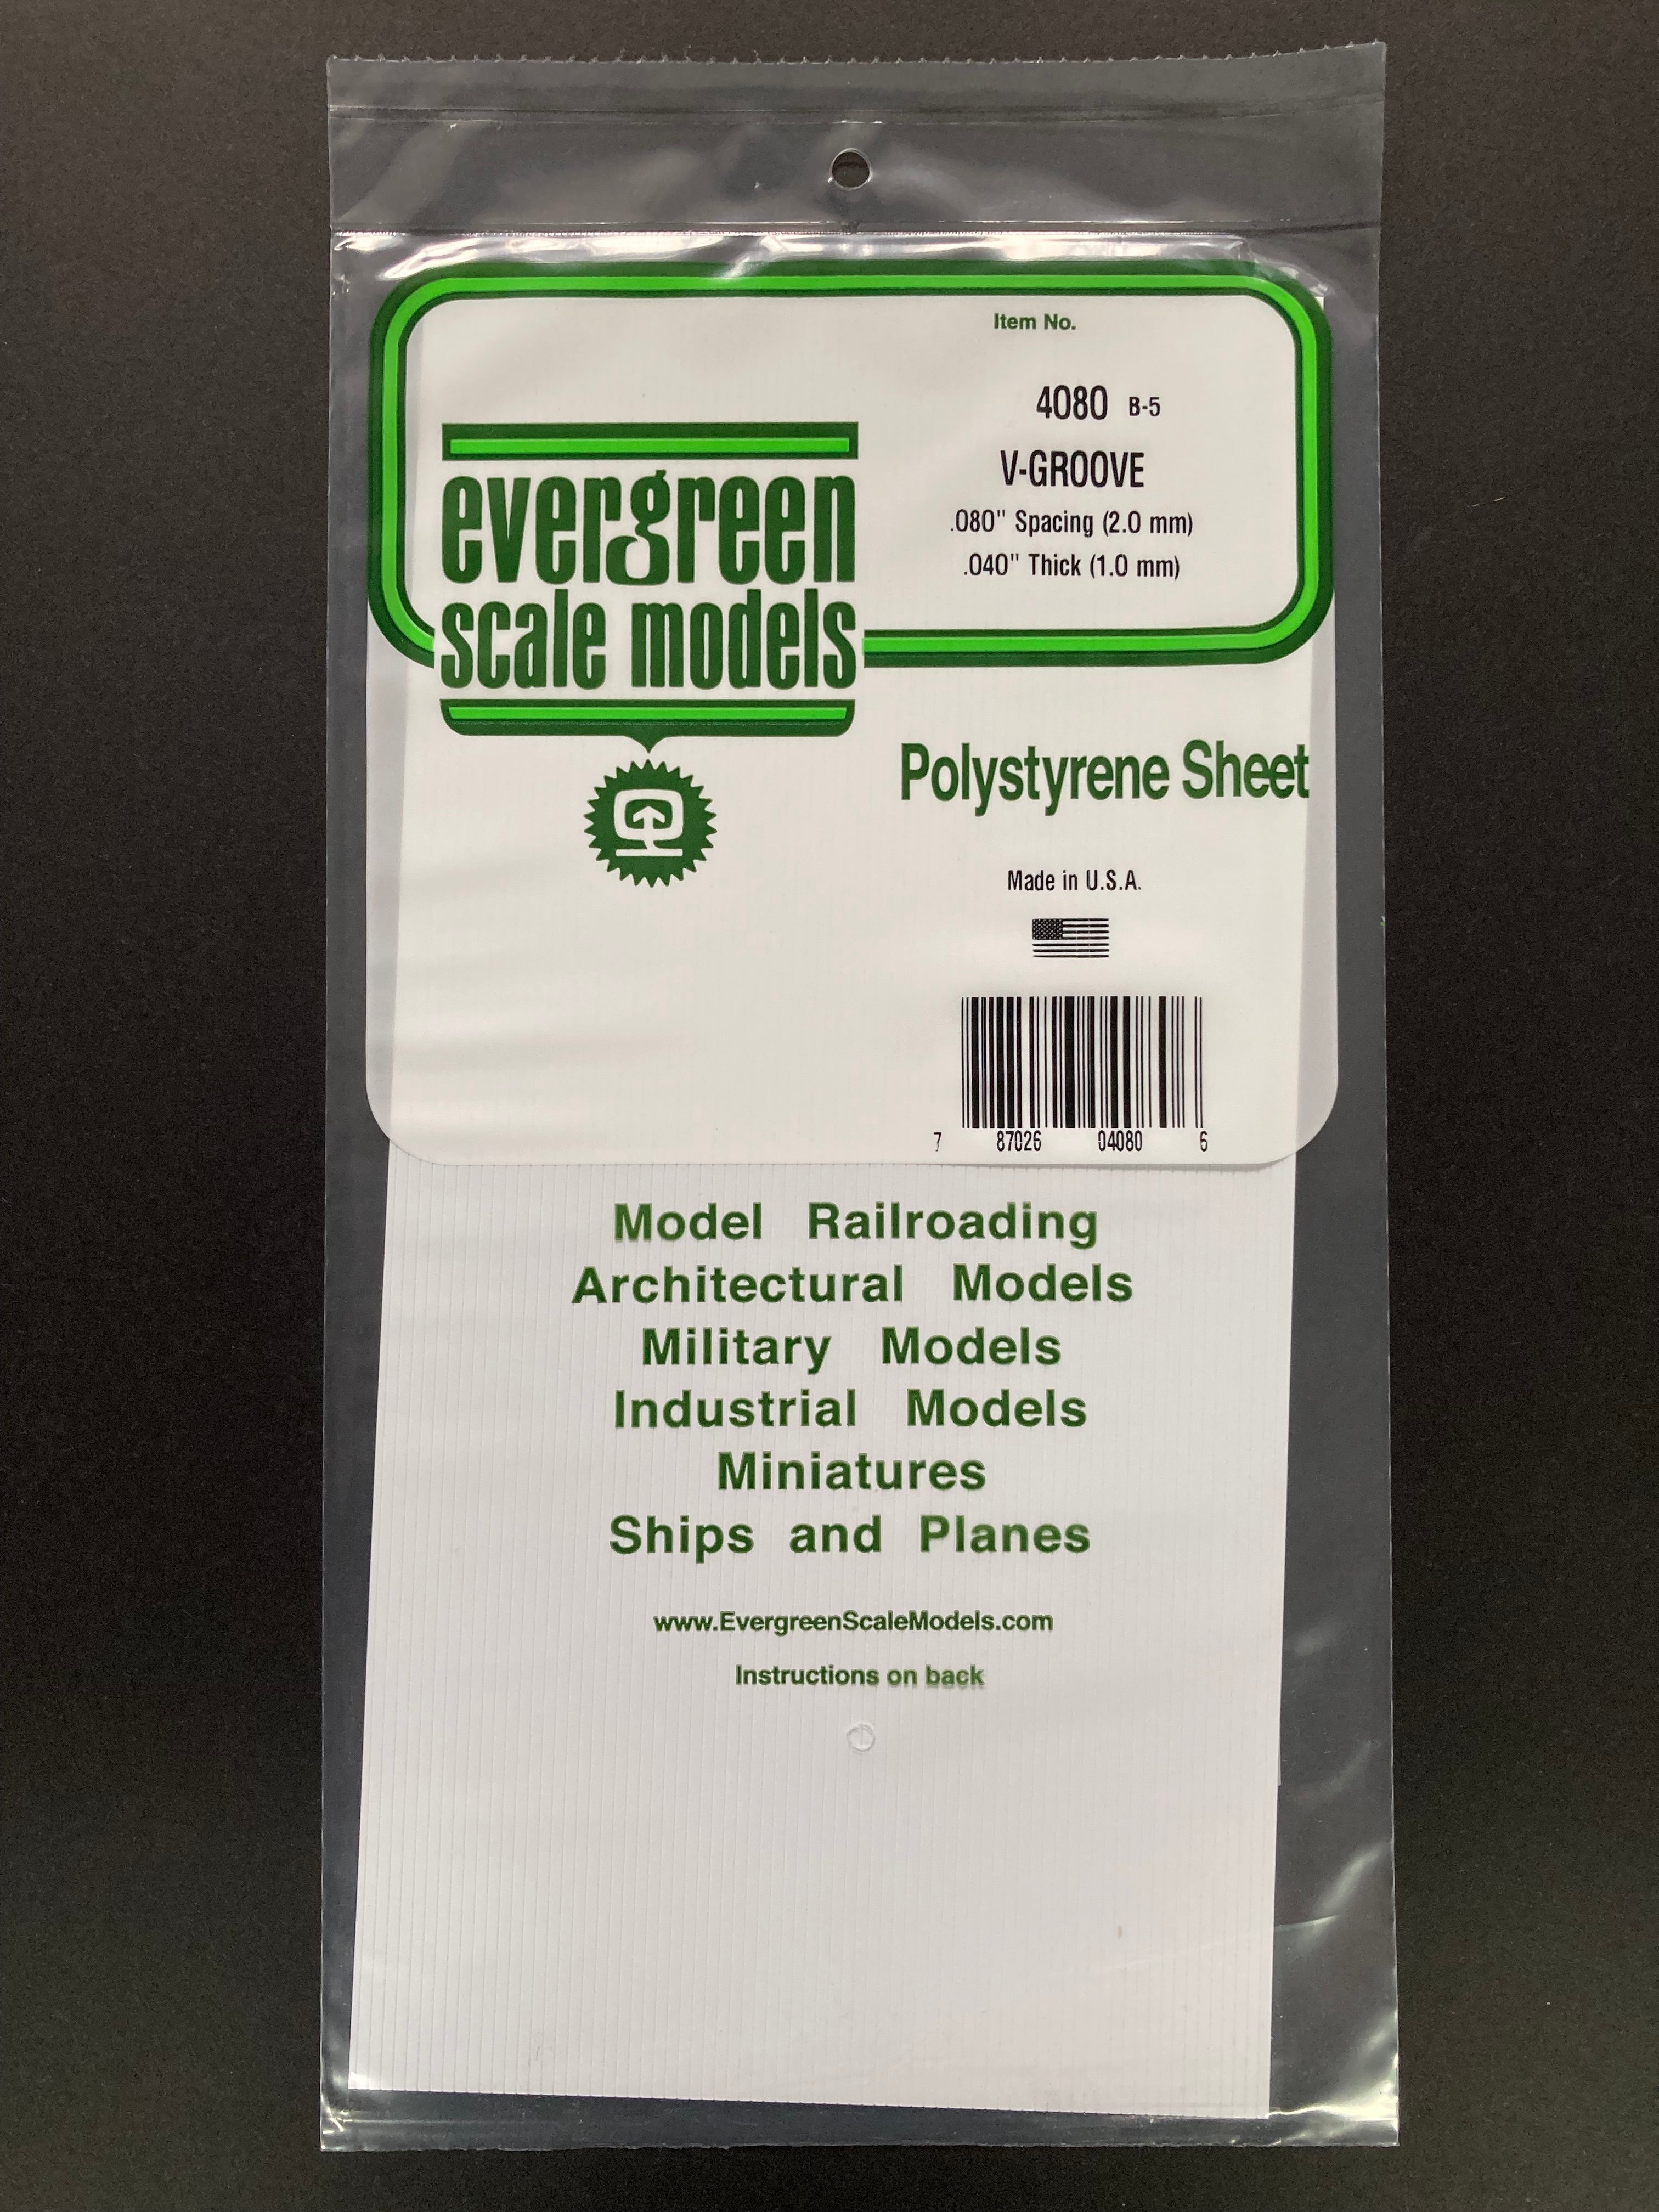 Item No.
4080 B-5
V-GROOVE
.080" Spacing (2.0 mm)
.040" Thick (1.0 mm)
evergreen
scale models
Polystyrene Sheet
Made in U.S.A.
7 87026 04080 6
Model Railroading
Architectural Models
Military Models
Industrial Models
Miniatures
Ships and Planes
www.EvergreenScaleModels.com
Instructions on back